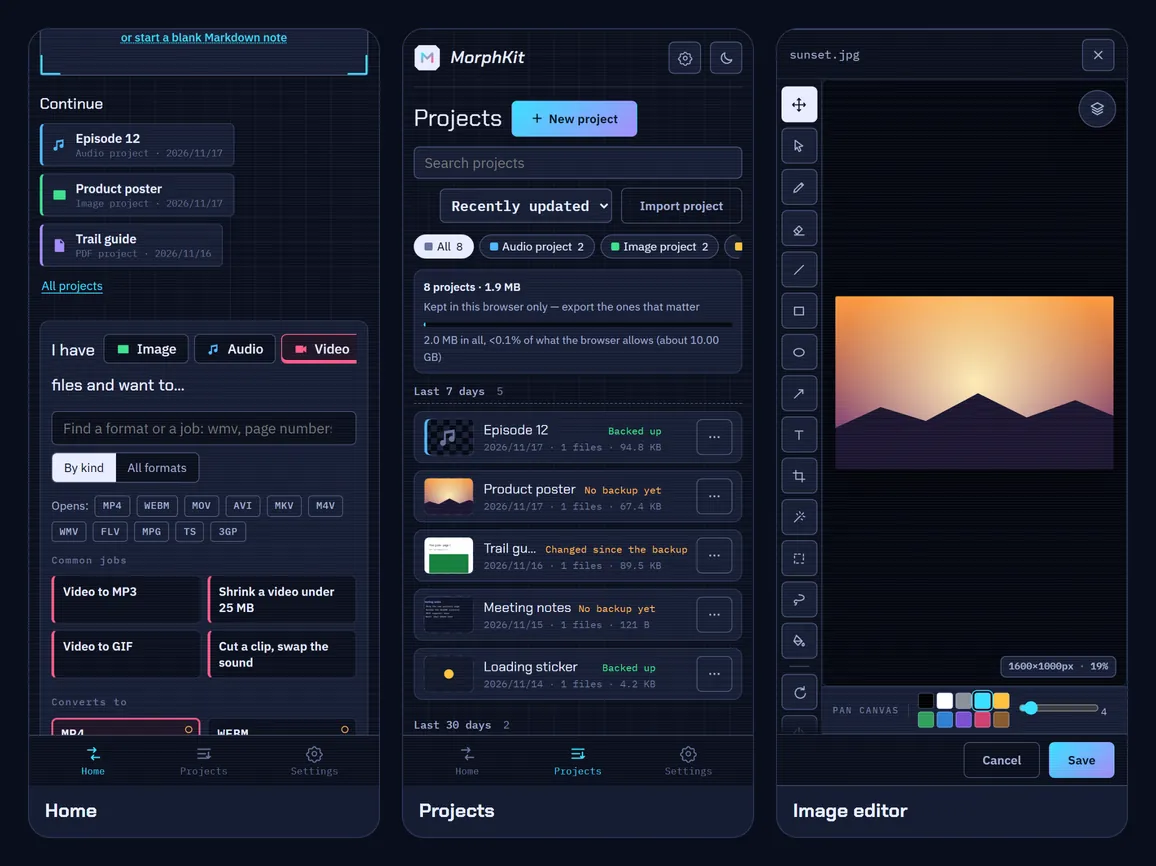 or start a blank Markdown note
Continue
Episode 12
Audio project · 2026/11/17
Product poster
Image project · 2026/11/17
Trail guide
PDF project · 2026/11/16
All projects
I have Image Audio Video
files and want to...
Find a format or a job: wmv, page number:
By kind All formats
Opens: MP4 WEBM MOV AVI MKV M4V
WMV FLV MPG TS 3GP
Common jobs
Video to MP3
Shrink a video under
25 MB
Video to GIF
Cut a clip, swap the
sound
Converts to
MP4 WEBM
Home Projects Settings
Home
M MorphKit
Projects + New project
Search projects
Recently updated Import project
All 8 Audio project 2 Image project 2
8 projects · 1.9 MB
Kept in this browser only — export the ones that matter
2.0 MB in all, <0.1% of what the browser allows (about 10.00
GB)
Last 7 days 5
Episode 12 Backed up
2026/11/17 · 1 files · 94.8 KB
Product poster No backup yet
2026/11/17 · 1 files · 67.4 KB
Trail gu... Changed since the backup
2026/11/16 · 1 files · 89.5 KB
Meeting notes No backup yet
2026/11/15 · 1 files · 121 B
Loading sticker Backed up
2026/11/14 · 1 files · 4.2 KB
Last 30 days 2
Home Projects Settings
Projects
sunset.jpg
T
1600×1000px · 19%
PAN CANVAS 4
Cancel Save
Image editor